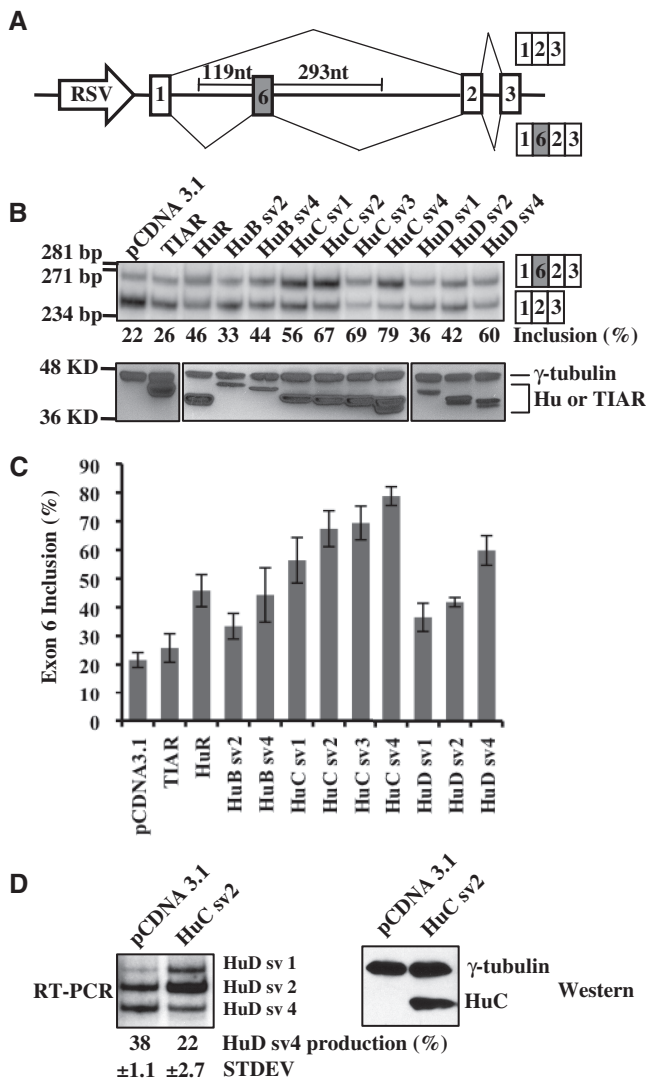 A
119nt 293nt
RSV 1 6 2 3
1 2 3
1 6 2 3
B
pCDNA 3.1 TIAR HuR HuB sv2 HuB sv4 HuC sv1 HuC sv2 HuC sv3 HuC sv4 HuD sv1 HuD sv2 HuD sv4
281 bp
271 bp
234 bp
1 6 2 3
1 2 3
22 26 46 33 44 56 67 69 79 36 42 60 Inclusion (%)
48 KD
36 KD
γ-tubulin
Hu or TIAR
C
Exon 6 Inclusion (%)
90
80
70
60
50
40
30
20
10
0
pCDNA3.1 TIAR HuR HuB sv2 HuB sv4 HuC sv1 HuC sv2 HuC sv3 HuC sv4 HuD sv1 HuD sv2 HuD sv4
D
pCDNA 3.1 HuC sv2
RT-PCR
HuD sv 1
HuD sv 2
HuD sv 4
38 22 HuD sv4 production (%)
±1.1 ±2.7 STDEV
pCDNA 3.1 HuC sv2
γ-tubulin
HuC
Western